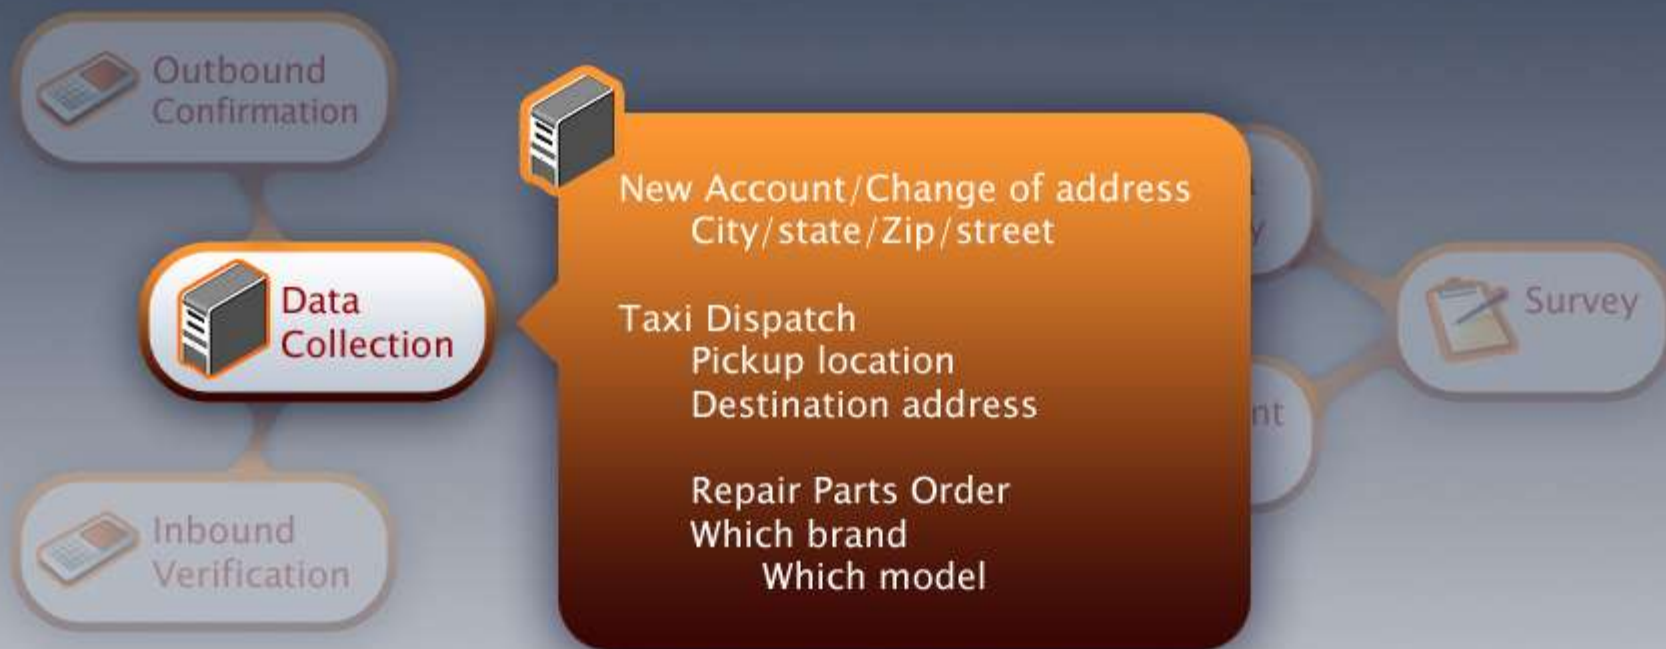 Outbound
Confirmation
Data
Collection
Inbound
Verification
New Account/Change of address
City/state/Zip/street
Taxi Dispatch
Pickup location
Destination address
Repair Parts Order
Which brand
Which model
Survey